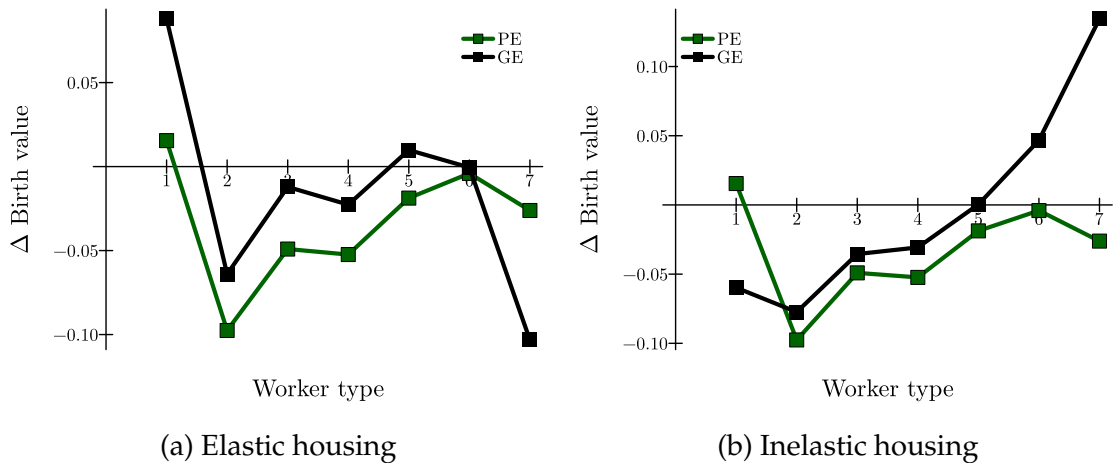 PE
GE
0.05
−0.05
−0.10
1 2 3 4 5 6 7
Δ Birth value
Worker type
(a) Elastic housing
PE
GE
0.10
0.05
−0.05
−0.10
1 2 3 4 5 6 7
Δ Birth value
Worker type
(b) Inelastic housing